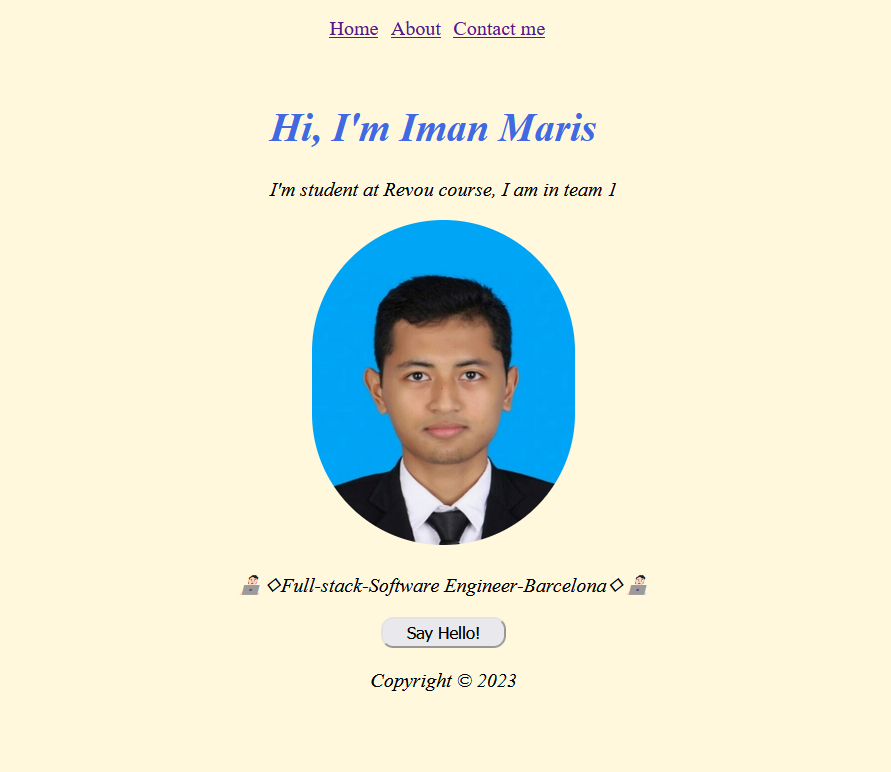 Home About Contact me
Hi, I'm Iman Maris
I'm student at Revou course, I am in team 1
👨🏻‍💻 ◇Full-stack-Software Engineer-Barcelona◇ 👨🏻‍💻
Say Hello!
Copyright © 2023